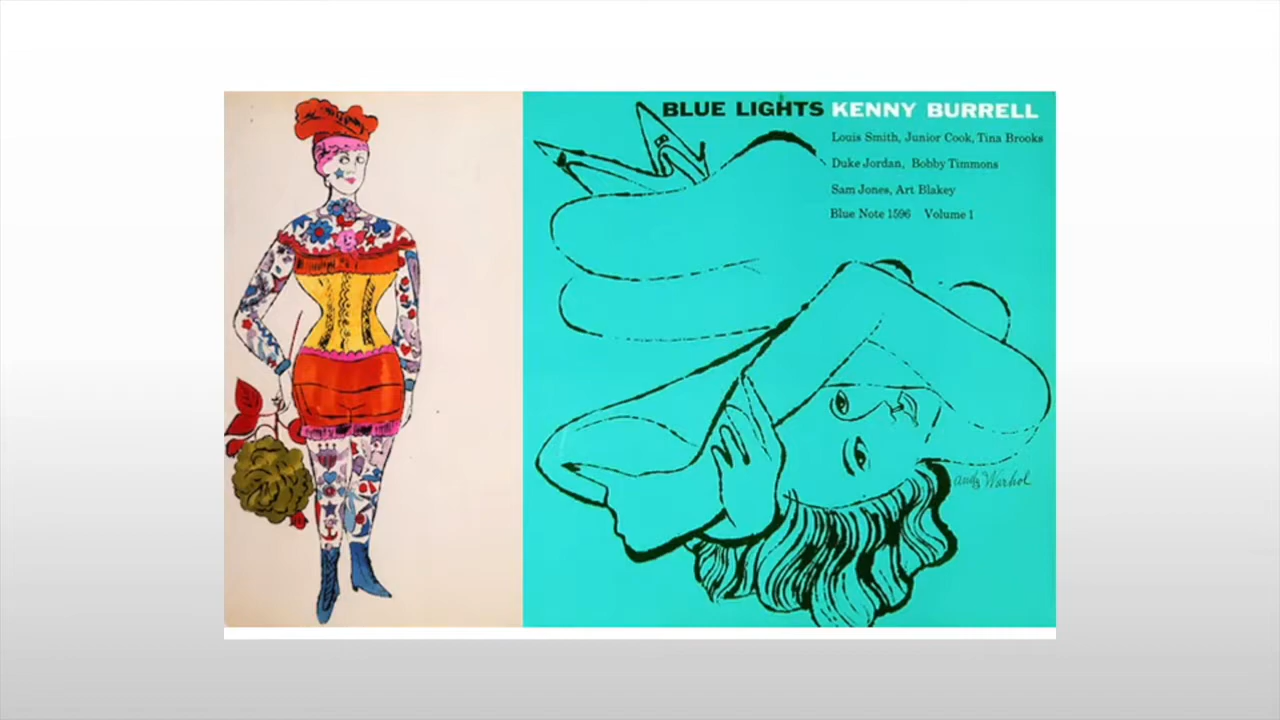 BLUE LIGHTS KENNY BURRELL
Louis Smith, Junior Cook, Tina Brooks
Duke Jordan, Bobby Timmons
Sam Jones, Art Blakey
Blue Note 1596 Volume 1
Andy Warhol